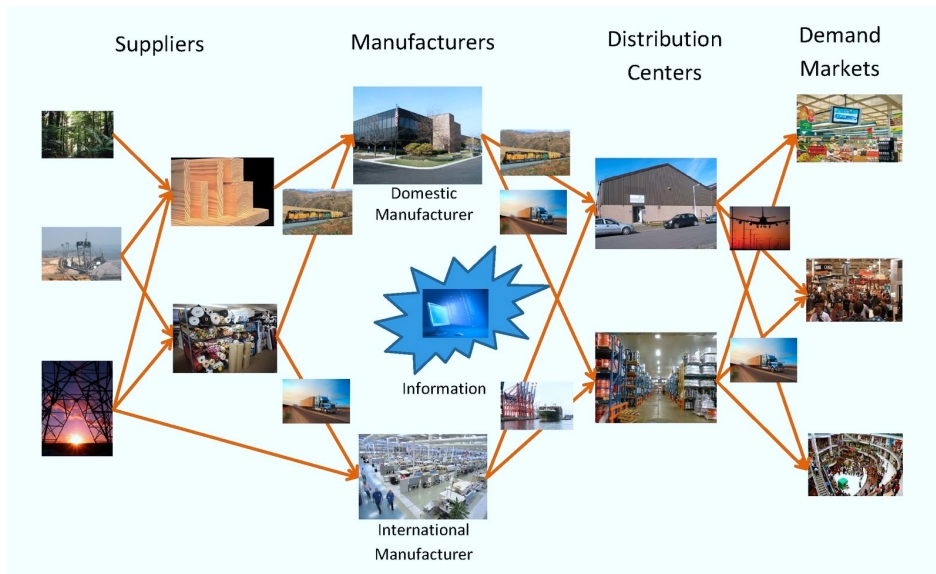 Suppliers
Manufacturers
Distribution
Centers
Demand
Markets
Domestic
Manufacturer
Information
International
Manufacturer